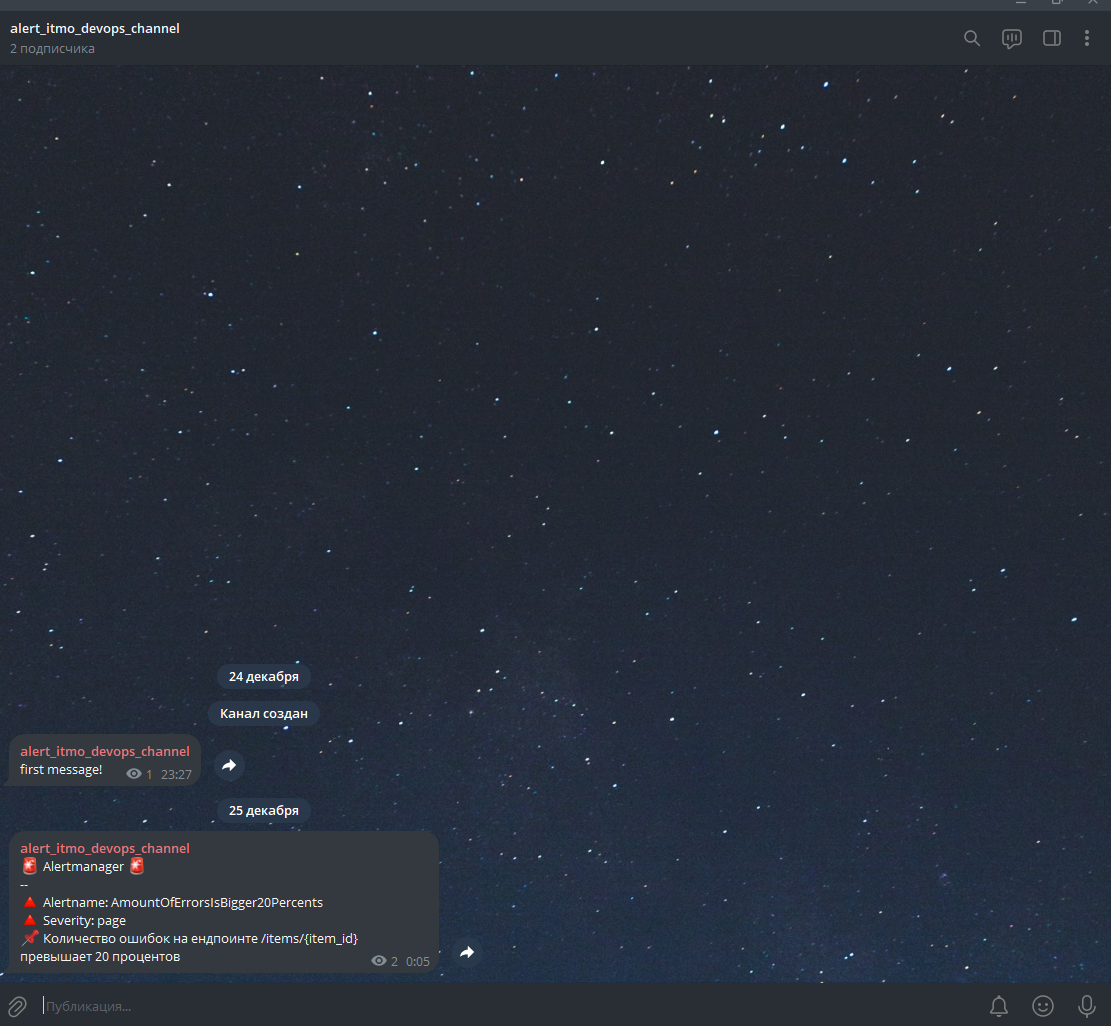 alert_itmo_devops_channel
2 подписчика
24 декабря
Канал создан
alert_itmo_devops_channel
first message!
1 23:27
25 декабря
alert_itmo_devops_channel
🚨 Alertmanager 🚨
--
🔺 Alertname: AmountOfErrorsIsBigger20Percents
🔺 Severity: page
📌 Количество ошибок на ендпоинте /items/{item_id}
превышает 20 процентов
2 0:05
Публикация...